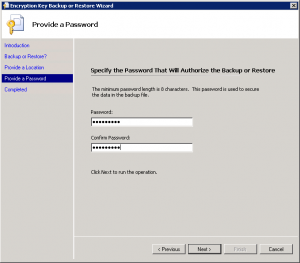 Encryption Key Backup or Restore Wizard
Provide a Password
Introduction
Backup or Restore?
Provide a Location
Provide a Password
Completed
Specify the Password That Will Authorize the Backup or Restore
The minimum password length is 8 characters. This password is used to secure
the data in the backup file.
Password:
•••••••••
Confirm Password:
•••••••••
Click Next to run the operation.
< Previous
Next >
Finish
Cancel